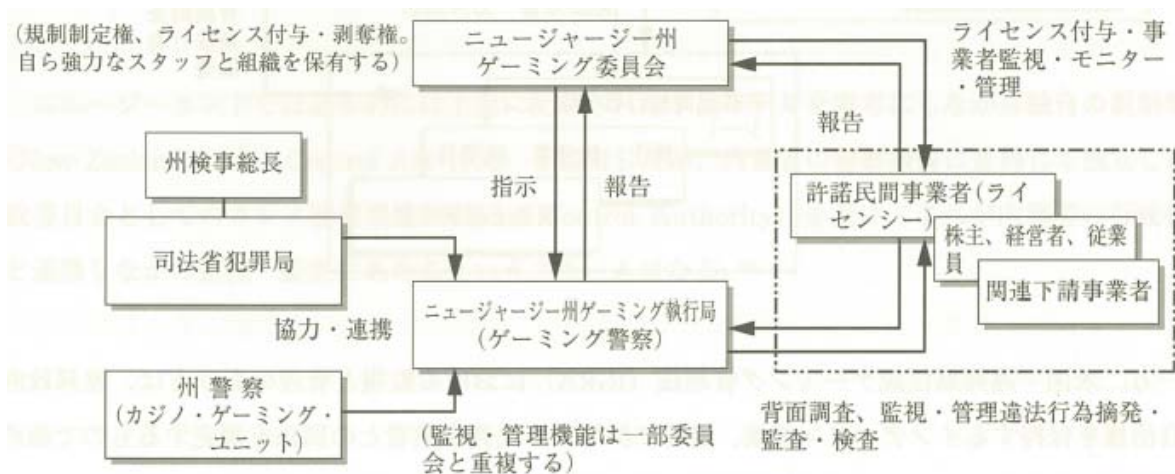 (規制制定権、ライセンス付与・剥奪権。
自ら強力なスタッフと組織を保有する)
ニュージャージー州
ゲーミング委員会
ライセンス付与・事
業者監視・モニター
・管理
報告
州検事総長
指示
報告
許諾民間事業者(ライ
センシー)
株主、経営者、従業
員
関連下請事業者
司法省犯罪局
協力・連携
ニュージャージー州ゲーミング執行局
(ゲーミング警察)
州警察
(カジノ・ゲーミング・
ユニット)
(監視・管理機能は一部委員
会と重複する)
背面調査、監視・管理違法行為摘発・
監査・検査